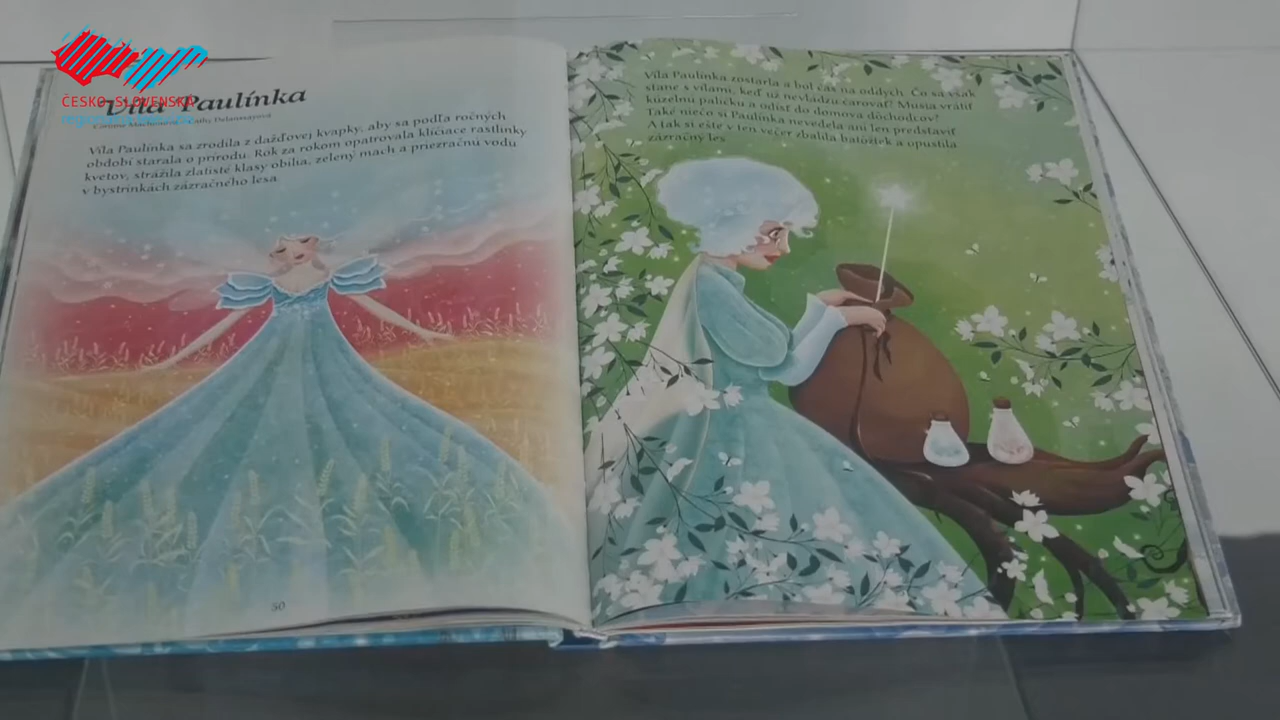 ČESKO-SLOVENSKÁ
Víla Paulínka
Víla Paulínka sa zrodila z dažďovej kvapky, aby sa podľa ročných
období starala o prírodu. Rok za rokom opatrovala klíčiace rastlinky
kvetov, strážila zlatisté klasy obilia, zelený mach a priezračnú vodu
v bystrinkách zázračného lesa.
50
Víla Paulínka zostarla a bol čas na oddych. Čo sa však
stane s vílami, keď už nevládzu čarovať? Musia vrátiť
kúzelnú paličku a odísť do domova dôchodcov?
Také niečo si Paulínka nevedela ani len predstaviť.
A tak si ešte v ten večer zbalila batôžtek a opustila
zázračný les.